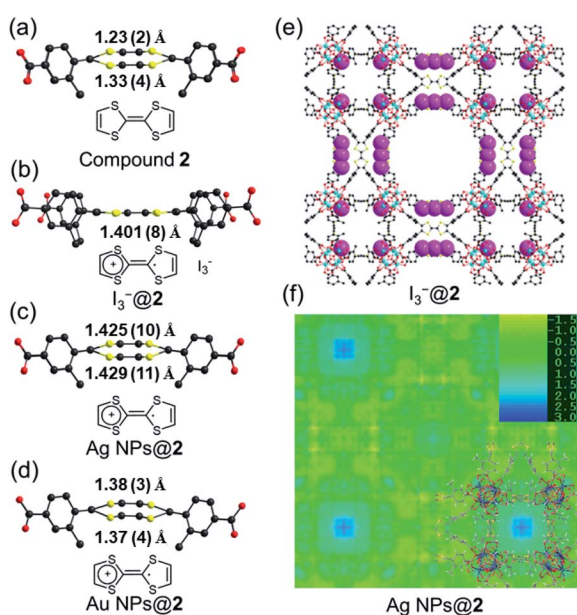 (a)
1.23 (2) Å
1.33 (4) Å
S S
S S
Compound 2
(b)
1.401 (8) Å
S S
+ ·
S S
I₃⁻
I₃⁻@2
(c)
1.425 (10) Å
1.429 (11) Å
S S
+ ·
S S
Ag NPs@2
(d)
1.38 (3) Å
1.37 (4) Å
S S
+ ·
S S
Au NPs@2
(e)
I₃⁻@2
(f)
-1.5
-1.0
-0.5
0.0
0.5
1.0
1.5
2.0
2.5
3.0
Ag NPs@2